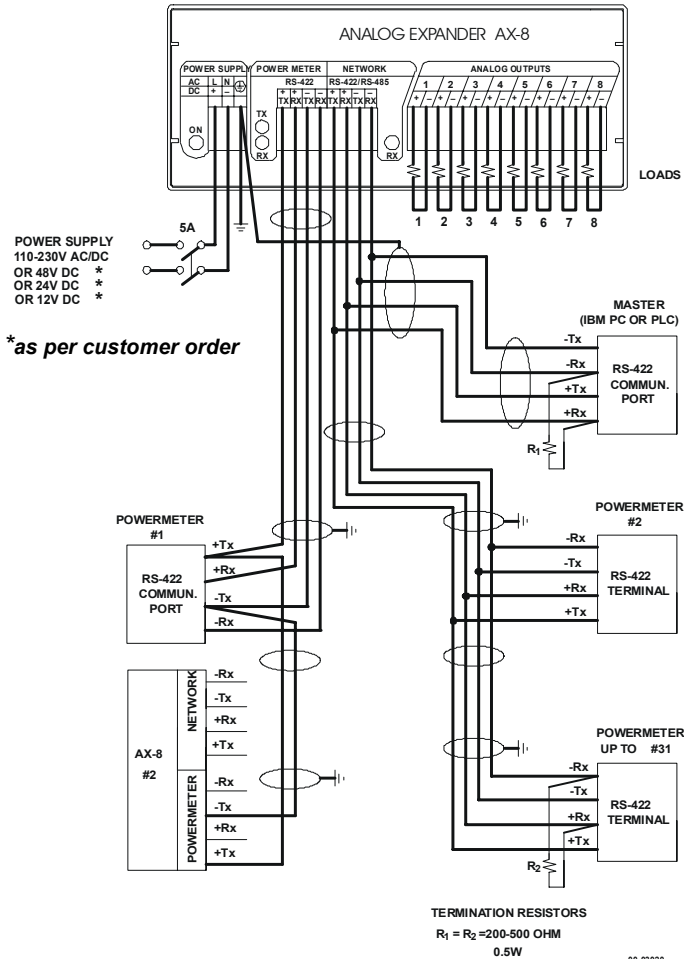 ANALOG EXPANDER AX-8
POWER SUPPLY
AC L N
DC + −
ON
POWER METER
RS-422
+ + − −
TX RX TX RX
TX
RX
NETWORK
RS-422/RS-485
+ + − −
TX RX TX RX
RX
ANALOG OUTPUTS
1 2 3 4 5 6 7 8
+ − + − + − + − + − + − + − + −
LOADS
1 2 3 4 5 6 7 8
5A
POWER SUPPLY
110-230V AC/DC
OR 48V DC *
OR 24V DC *
OR 12V DC *
*as per customer order
MASTER
(IBM PC OR PLC)
-Tx
-Rx
+Tx
+Rx
RS-422
COMMUN.
PORT
R1
POWERMETER
#1
+Tx
+Rx
-Tx
-Rx
RS-422
COMMUN.
PORT
POWERMETER
#2
-Rx
-Tx
+Rx
+Tx
RS-422
TERMINAL
AX-8
#2
NETWORK
-Rx
-Tx
+Rx
+Tx
POWERMETER
-Rx
-Tx
+Rx
+Tx
POWERMETER
UP TO #31
-Rx
-Tx
+Rx
+Tx
RS-422
TERMINAL
R2
TERMINATION RESISTORS
R1 = R2 =200-500 OHM
0.5W